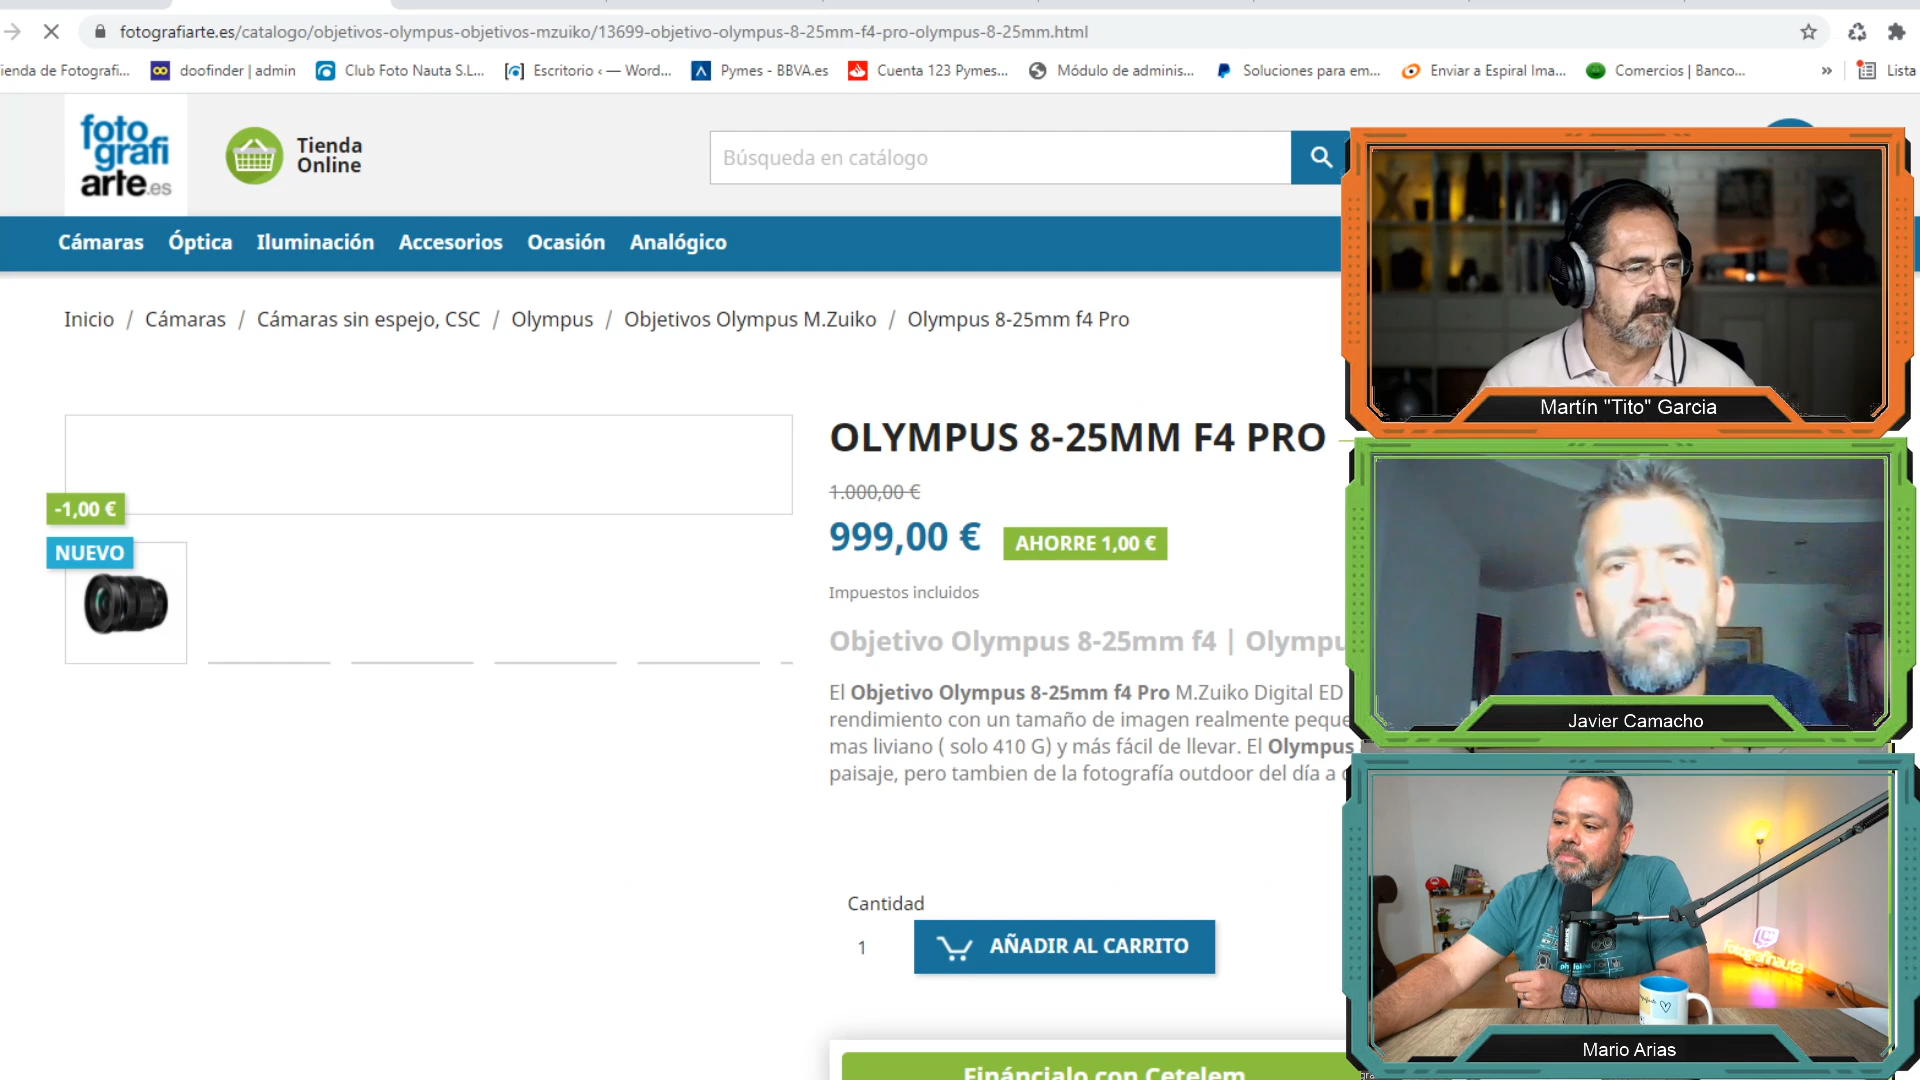 fotografiarte.es/catalogo/objetivos-olympus-objetivos-mzuiko/13699-objetivo-olympus-8-25mm-f4-pro-olympus-8-25mm.html
ienda de Fotografi...
doofinder | admin
Club Foto Nauta S.L...
Escritorio ‹ — Word...
Pymes - BBVA.es
Cuenta 123 Pymes...
Módulo de adminis...
Soluciones para em...
Enviar a Espiral Ima...
Comercios | Banco...
»
Lista
foto
grafi
arte.es
Tienda
Online
Búsqueda en catálogo
Cámaras
Óptica
Iluminación
Accesorios
Ocasión
Analógico
Inicio / Cámaras / Cámaras sin espejo, CSC / Olympus / Objetivos Olympus M.Zuiko / Olympus 8-25mm f4 Pro
-1,00 €
NUEVO
OLYMPUS 8-25MM F4 PRO
1.000,00 €
999,00 €
AHORRE 1,00 €
Impuestos incluidos
Objetivo Olympus 8-25mm f4 | Olympu
El Objetivo Olympus 8-25mm f4 Pro M.Zuiko Digital ED
rendimiento con un tamaño de imagen realmente peque
mas liviano ( solo 410 G) y más fácil de llevar. El Olympus
paisaje, pero tambien de la fotografía outdoor del día a
Cantidad
1
AÑADIR AL CARRITO
Fináncialo con Cetelem
Martín "Tito" Garcia
Javier Camacho
fotografinauta
Mario Arias